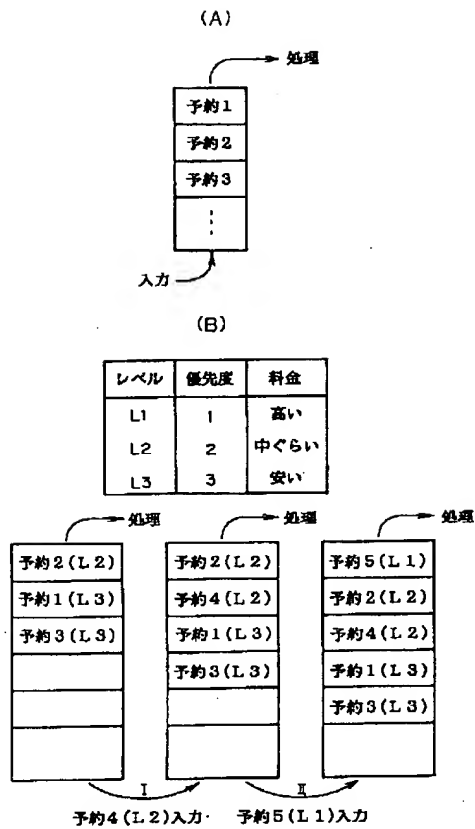 (A)
処理
予約1
予約2
予約3
入力
(B)
レベル 優先度 料金
L1 1 高い
L2 2 中ぐらい
L3 3 安い
処理 処理 処理
予約2(L2) 予約2(L2) 予約5(L1)
予約1(L3) 予約4(L2) 予約2(L2)
予約3(L3) 予約1(L3) 予約4(L2)
予約3(L3) 予約1(L3)
予約3(L3)
I II
予約4(L2)入力 予約5(L1)入力